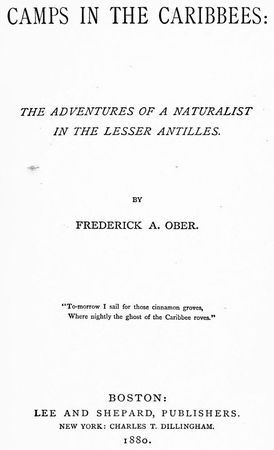 CAMPS IN THE CARIBBEES:
THE ADVENTURES OF A NATURALIST
IN THE LESSER ANTILLES.
BY
FREDERICK A. OBER.
"To-morrow I sail for those cinnamon groves,
Where nightly the ghost of the Caribbee roves."
BOSTON:
LEE AND SHEPARD, PUBLISHERS.
NEW YORK: CHARLES T. DILLINGHAM.
1880.